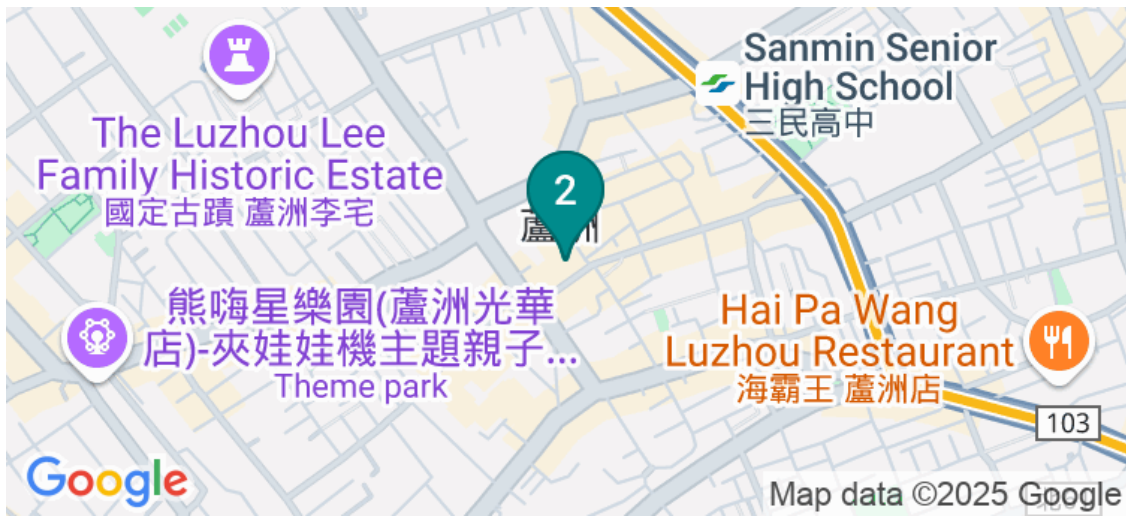 Sanmin Senior
High School
三民高中
The Luzhou Lee
Family Historic Estate
國定古蹟 蘆洲李宅
2
熊嗨星樂園(蘆洲光華
店)-夾娃娃機主題親子...
Theme park
Hai Pa Wang
Luzhou Restaurant
海霸王 蘆洲店
103
Google
Map data ©2025 Google